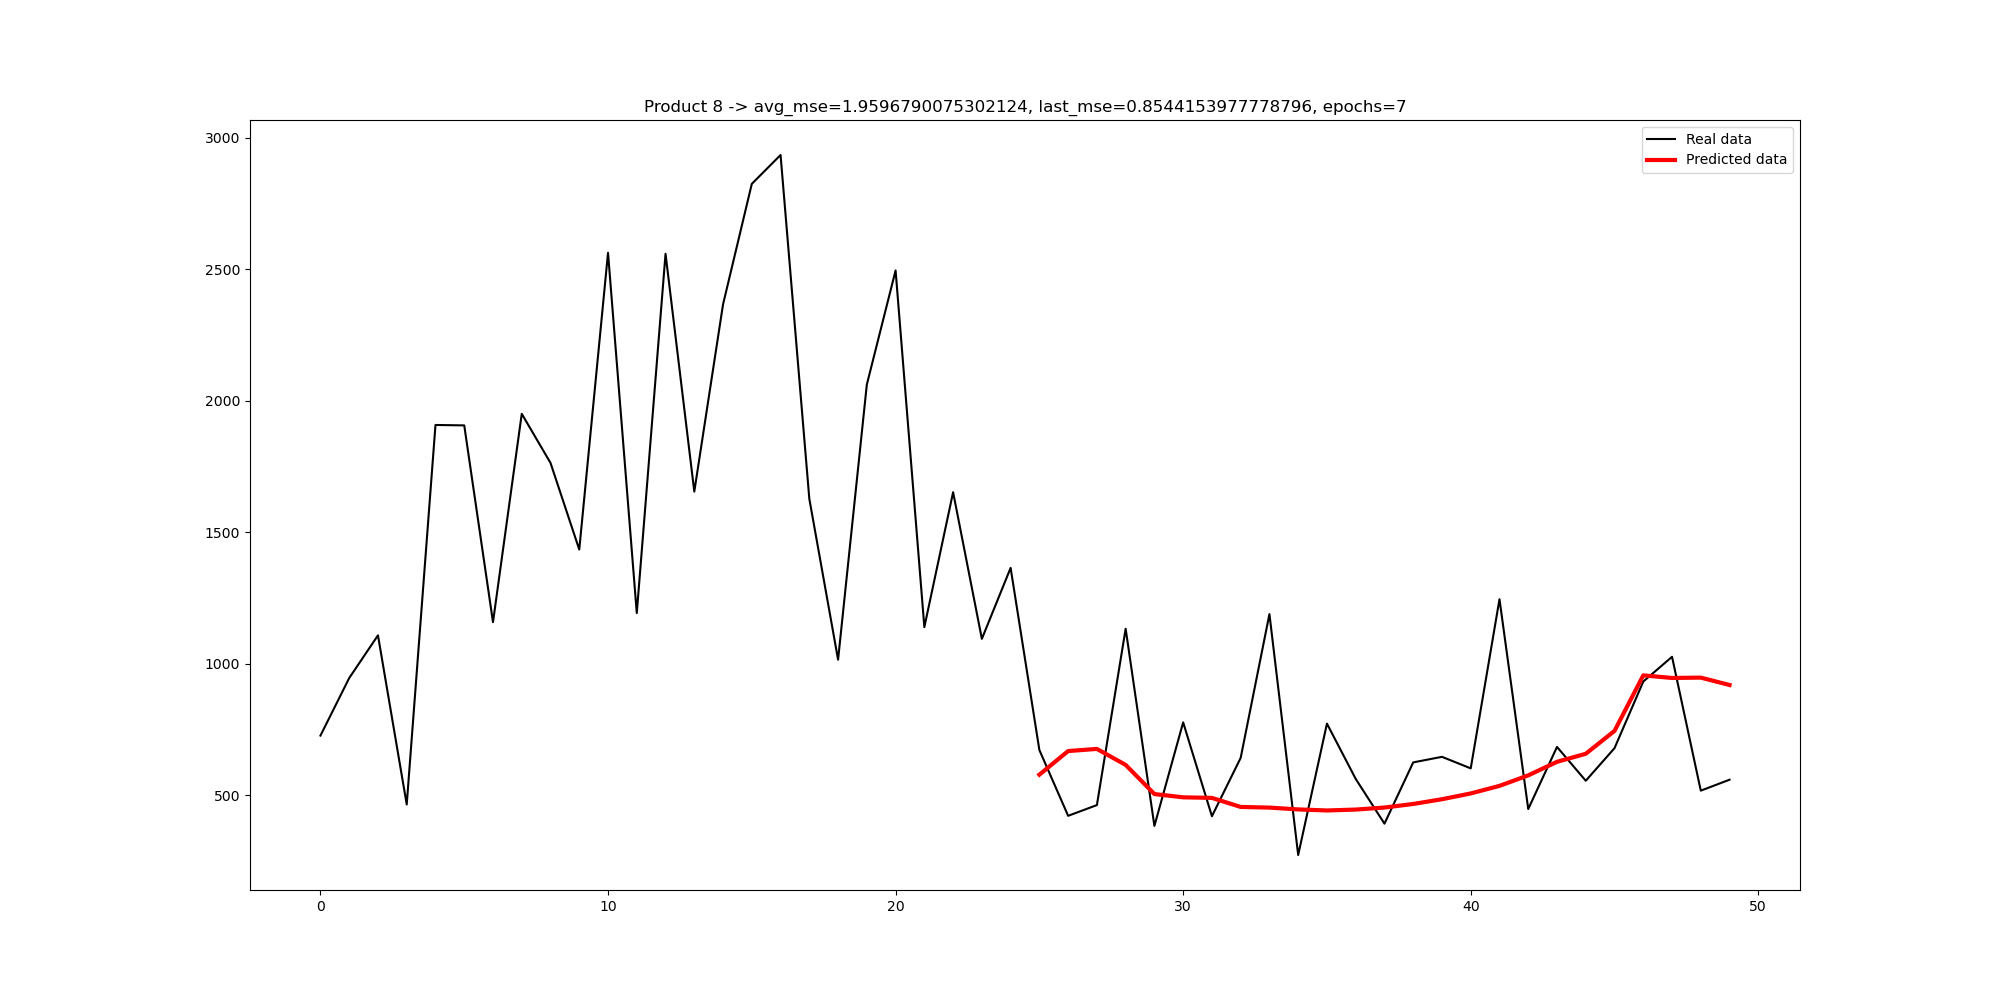 Product 8 -> avg_mse=1.9596790075302124, last_mse=0.8544153977778796, epochs=7
Real data
Predicted data
3000
2500
2000
1500
1000
500
0 10 20 30 40 50